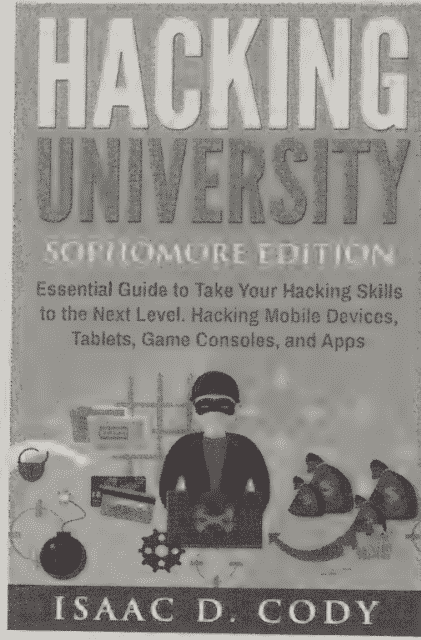 HACKING
UNIVERSITY
SOPHOMORE EDITION
Essential Guide to Take Your Hacking Skills
to the Next Level. Hacking Mobile Devices,
Tablets, Game Consoles, and Apps
ISAAC D. CODY